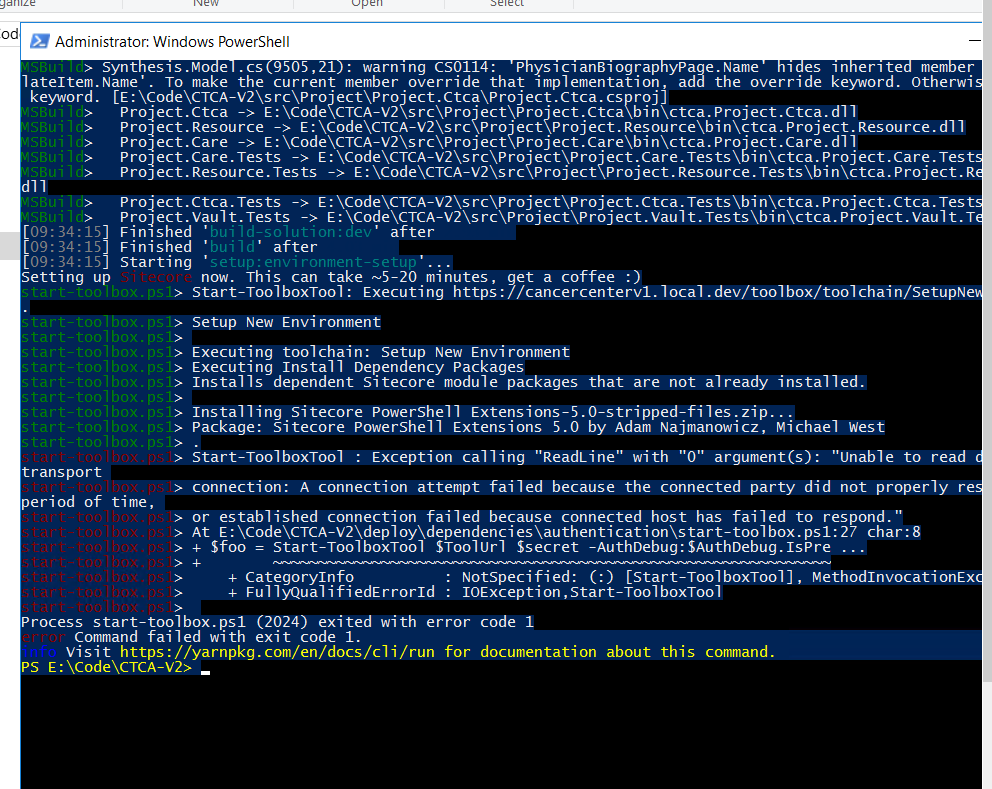 ganize
New
Open
Select
Administrator: Windows PowerShell
MSBuild> Synthesis.Model.cs(9505,21): warning CS0114: 'PhysicianBiographyPage.Name' hides inherited member
lateItem.Name'. To make the current member override that implementation, add the override keyword. Otherwis
keyword. [E:\Code\CTCA-V2\src\Project\Project.Ctca\Project.Ctca.csproj]
MSBuild>   Project.Ctca -> E:\Code\CTCA-V2\src\Project\Project.Ctca\bin\ctca.Project.Ctca.dll
MSBuild>   Project.Resource -> E:\Code\CTCA-V2\src\Project\Project.Resource\bin\ctca.Project.Resource.dll
MSBuild>   Project.Care -> E:\Code\CTCA-V2\src\Project\Project.Care\bin\ctca.Project.Care.dll
MSBuild>   Project.Care.Tests -> E:\Code\CTCA-V2\src\Project\Project.Care.Tests\bin\ctca.Project.Care.Tests
MSBuild>   Project.Resource.Tests -> E:\Code\CTCA-V2\src\Project\Project.Resource.Tests\bin\ctca.Project.Re
dll
MSBuild>   Project.Ctca.Tests -> E:\Code\CTCA-V2\src\Project\Project.Ctca.Tests\bin\ctca.Project.Ctca.Tests
MSBuild>   Project.Vault.Tests -> E:\Code\CTCA-V2\src\Project\Project.Vault.Tests\bin\ctca.Project.Vault.Te
[09:34:15] Finished 'build-solution:dev' after
[09:34:15] Finished 'build' after
[09:34:15] Starting 'setup:environment-setup'...
Setting up Sitecore now. This can take ~5-20 minutes, get a coffee :)
start-toolbox.ps1> Start-ToolboxTool: Executing https://cancercenterv1.local.dev/toolbox/toolchain/SetupNew
.
start-toolbox.ps1> Setup New Environment
start-toolbox.ps1>
start-toolbox.ps1> Executing toolchain: Setup New Environment
start-toolbox.ps1> Executing Install Dependency Packages
start-toolbox.ps1> Installs dependent Sitecore module packages that are not already installed.
start-toolbox.ps1>
start-toolbox.ps1> Installing Sitecore PowerShell Extensions-5.0-stripped-files.zip...
start-toolbox.ps1> Package: Sitecore PowerShell Extensions 5.0 by Adam Najmanowicz, Michael West
start-toolbox.ps1> .
start-toolbox.ps1> Start-ToolboxTool : Exception calling "ReadLine" with "0" argument(s): "Unable to read d
transport
start-toolbox.ps1> connection: A connection attempt failed because the connected party did not properly res
period of time,
start-toolbox.ps1> or established connection failed because connected host has failed to respond."
start-toolbox.ps1> At E:\Code\CTCA-V2\deploy\dependencies\authentication\start-toolbox.ps1:27 char:8
start-toolbox.ps1> + $foo = Start-ToolboxTool $ToolUrl $secret -AuthDebug:$AuthDebug.IsPre ...
start-toolbox.ps1> +        ~~~~~~~~~~~~~~~~~~~~~~~~~~~~~~~~~~~~~~~~~~~~~~~~~~~~~~~~~~~~~~
start-toolbox.ps1>     + CategoryInfo          : NotSpecified: (:) [Start-ToolboxTool], MethodInvocationExc
start-toolbox.ps1>     + FullyQualifiedErrorId : IOException,Start-ToolboxTool
start-toolbox.ps1>
Process start-toolbox.ps1 (2024) exited with error code 1
error Command failed with exit code 1.
info Visit https://yarnpkg.com/en/docs/cli/run for documentation about this command.
PS E:\Code\CTCA-V2>